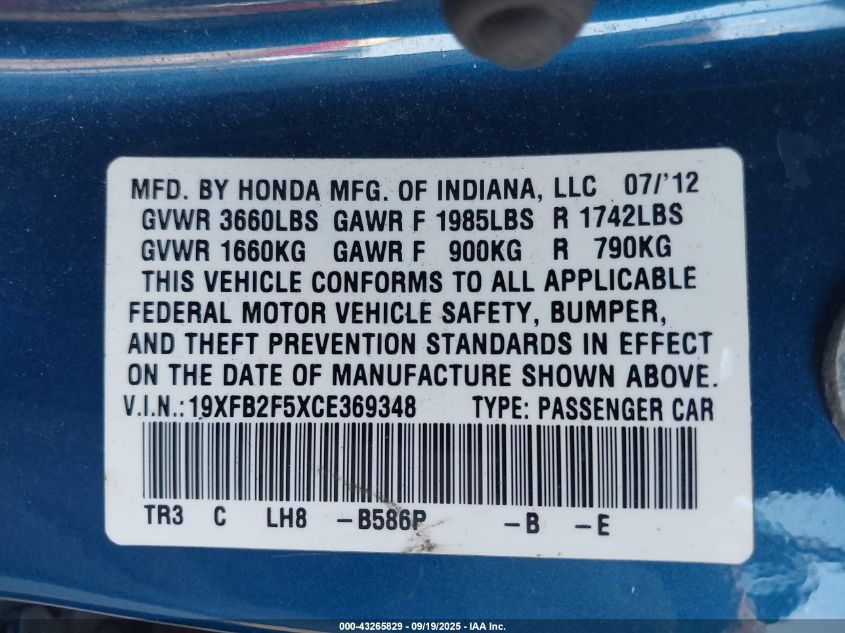 MFD. BY HONDA MFG. OF INDIANA, LLC 07/'12
GVWR 3660LBS GAWR F 1985LBS R 1742LBS
GVWR 1660KG GAWR F 900KG R 790KG
THIS VEHICLE CONFORMS TO ALL APPLICABLE
FEDERAL MOTOR VEHICLE SAFETY, BUMPER,
AND THEFT PREVENTION STANDARDS IN EFFECT
ON THE DATE OF MANUFACTURE SHOWN ABOVE.
V.I.N.:19XFB2F5XCE369348 TYPE: PASSENGER CAR
TR3 C LH8 -B586P -B -E
000-43265829 - 09/19/2025 - IAA Inc.